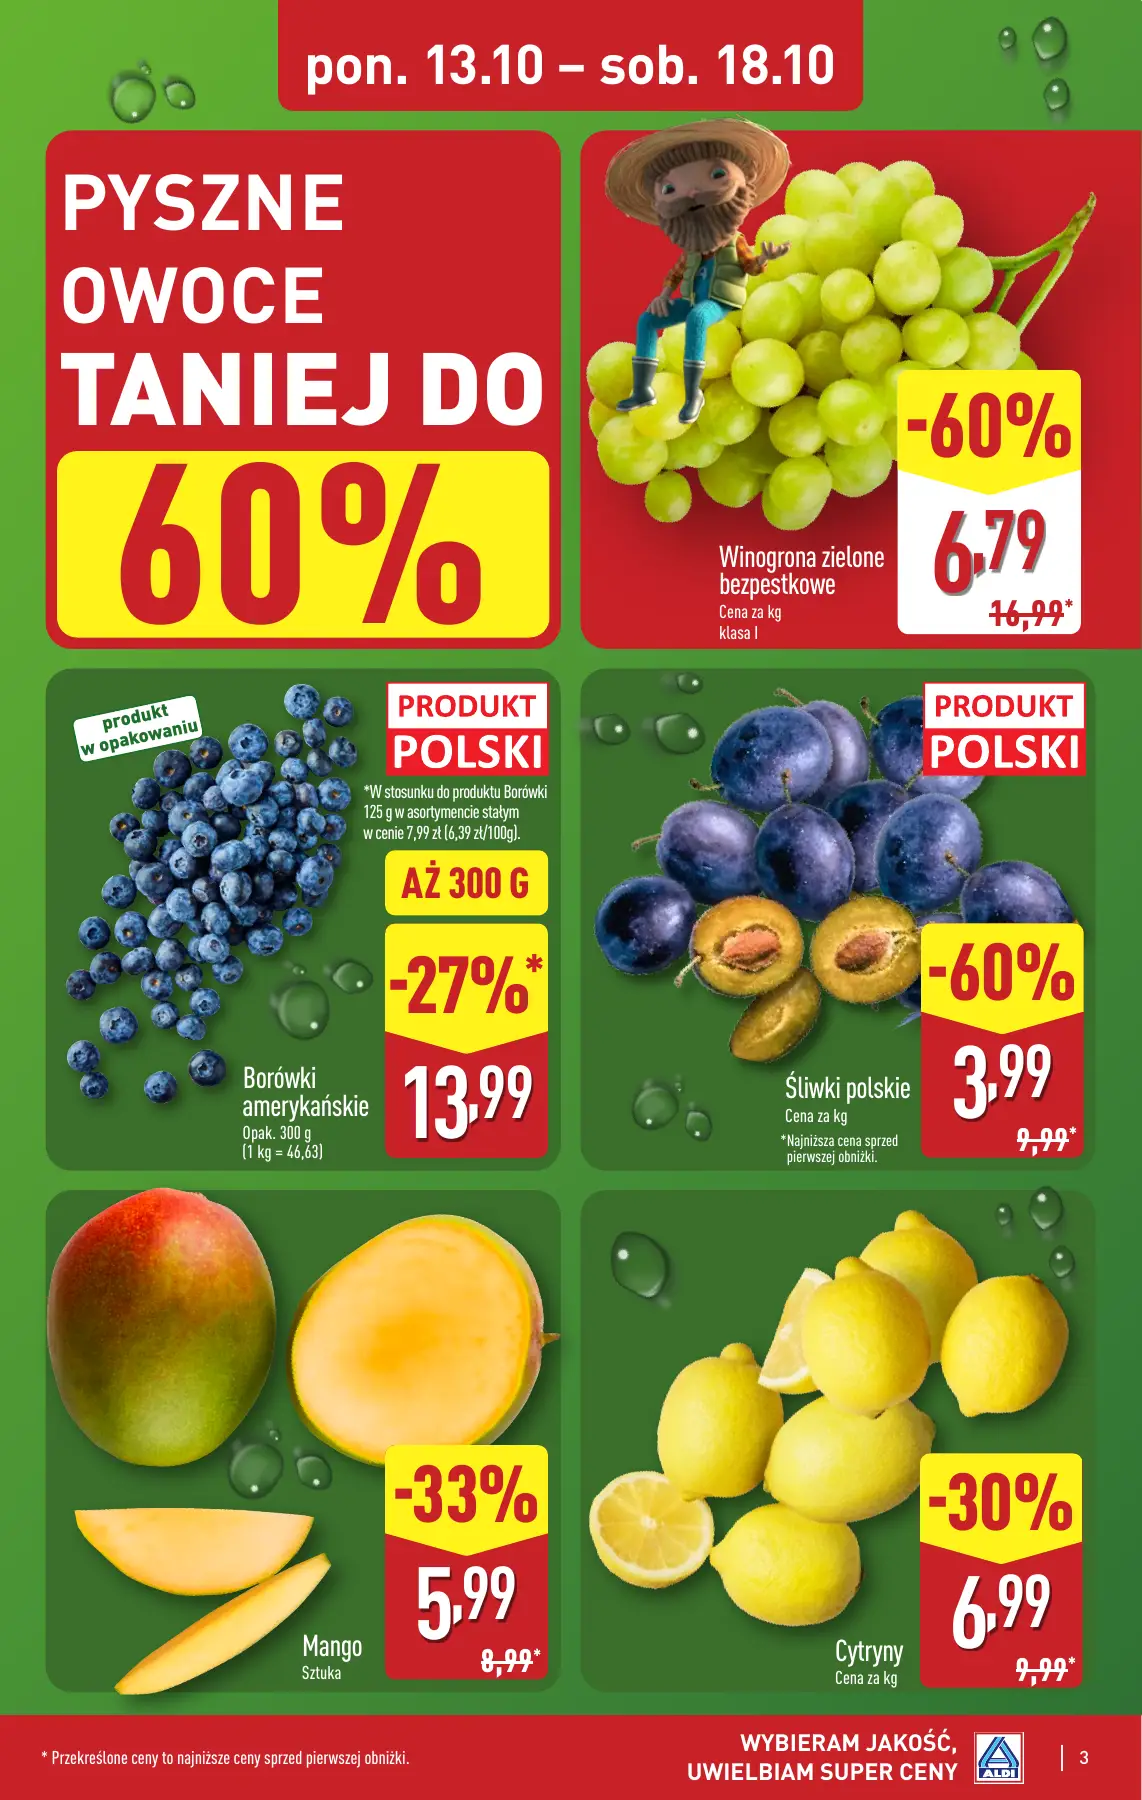 pon. 13.10 – sob. 18.10
PYSZNE
OWOCE
TANIEJ DO
60%
-60%
6,79
16,99*
Winogrona zielone
bezpestkowe
Cena za kg
klasa I
produkt
w opakowaniu
PRODUKT
POLSKI
*W stosunku do produktu Borówki
125 g w asortymencie stałym
w cenie 7,99 zł (6,39 zł/100g).
AŻ 300 G
-27%*
13,99
Borówki
amerykańskie
Opak. 300 g
(1 kg = 46,63)
PRODUKT
POLSKI
-60%
3,99
9,99*
Śliwki polskie
Cena za kg
*Najniższa cena sprzed
pierwszej obniżki.
-33%
5,99
8,99*
Mango
Sztuka
-30%
6,99
9,99*
Cytryny
Cena za kg
* Przekreślone ceny to najniższe ceny sprzed pierwszej obniżki.
WYBIERAM JAKOŚĆ,
UWIELBIAM SUPER CENY
ALDI
3